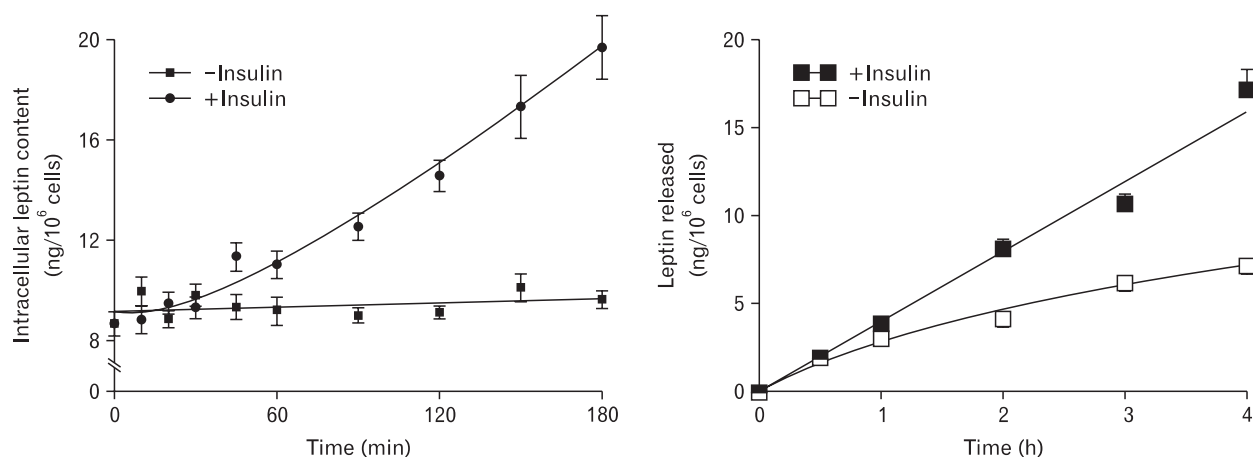 20
16
12
8
0
Intracellular leptin content
(ng/10⁶ cells)
−Insulin
+Insulin
0
60
120
180
Time (min)
20
15
10
5
0
Leptin released
(ng/10⁶ cells)
+Insulin
−Insulin
0
1
2
3
4
Time (h)